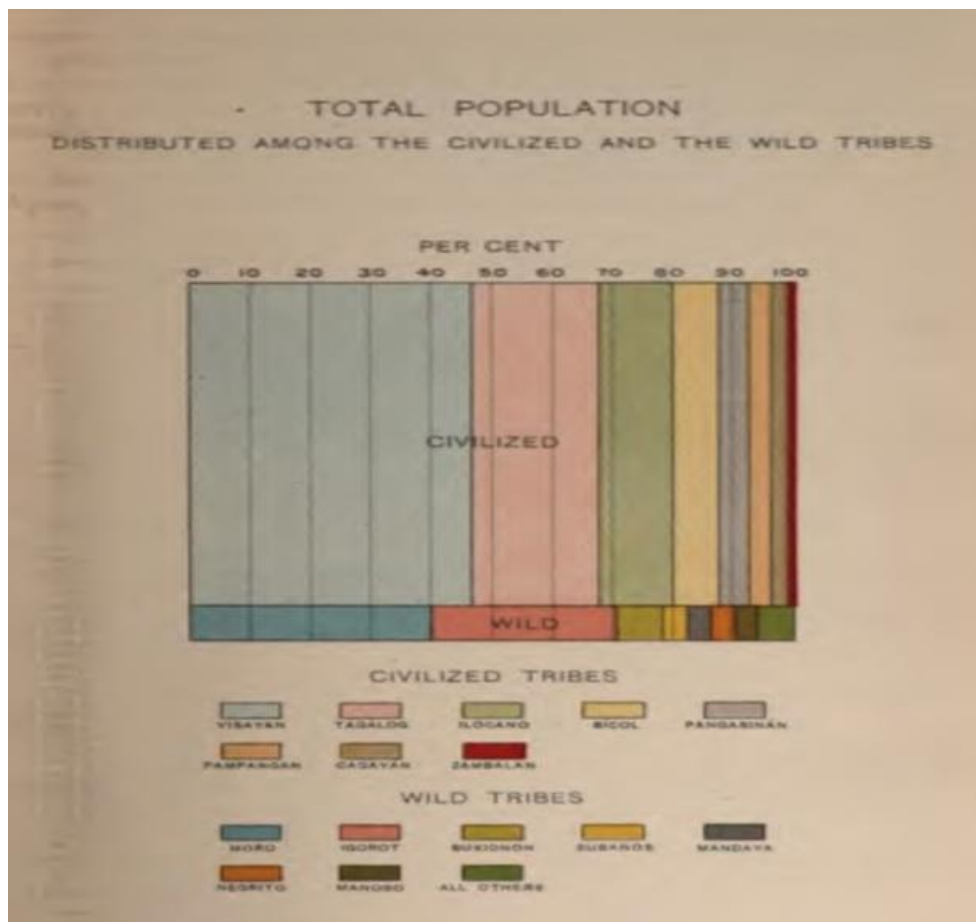 TOTAL POPULATION
DISTRIBUTED AMONG THE CIVILIZED AND THE WILD TRIBES
PER CENT
0 10 20 30 40 50 60 70 80 90 100
CIVILIZED
WILD
CIVILIZED TRIBES
VISAYAN TAGALOG ILOCANO BICOL PANGASINÁN
PAMPANGAN CAGAYÁN ZAMBALAN
WILD TRIBES
MORO IGOROT BUKIDNON SUBANOS MANDAYA
NEGRITO MANOBO ALL OTHERS